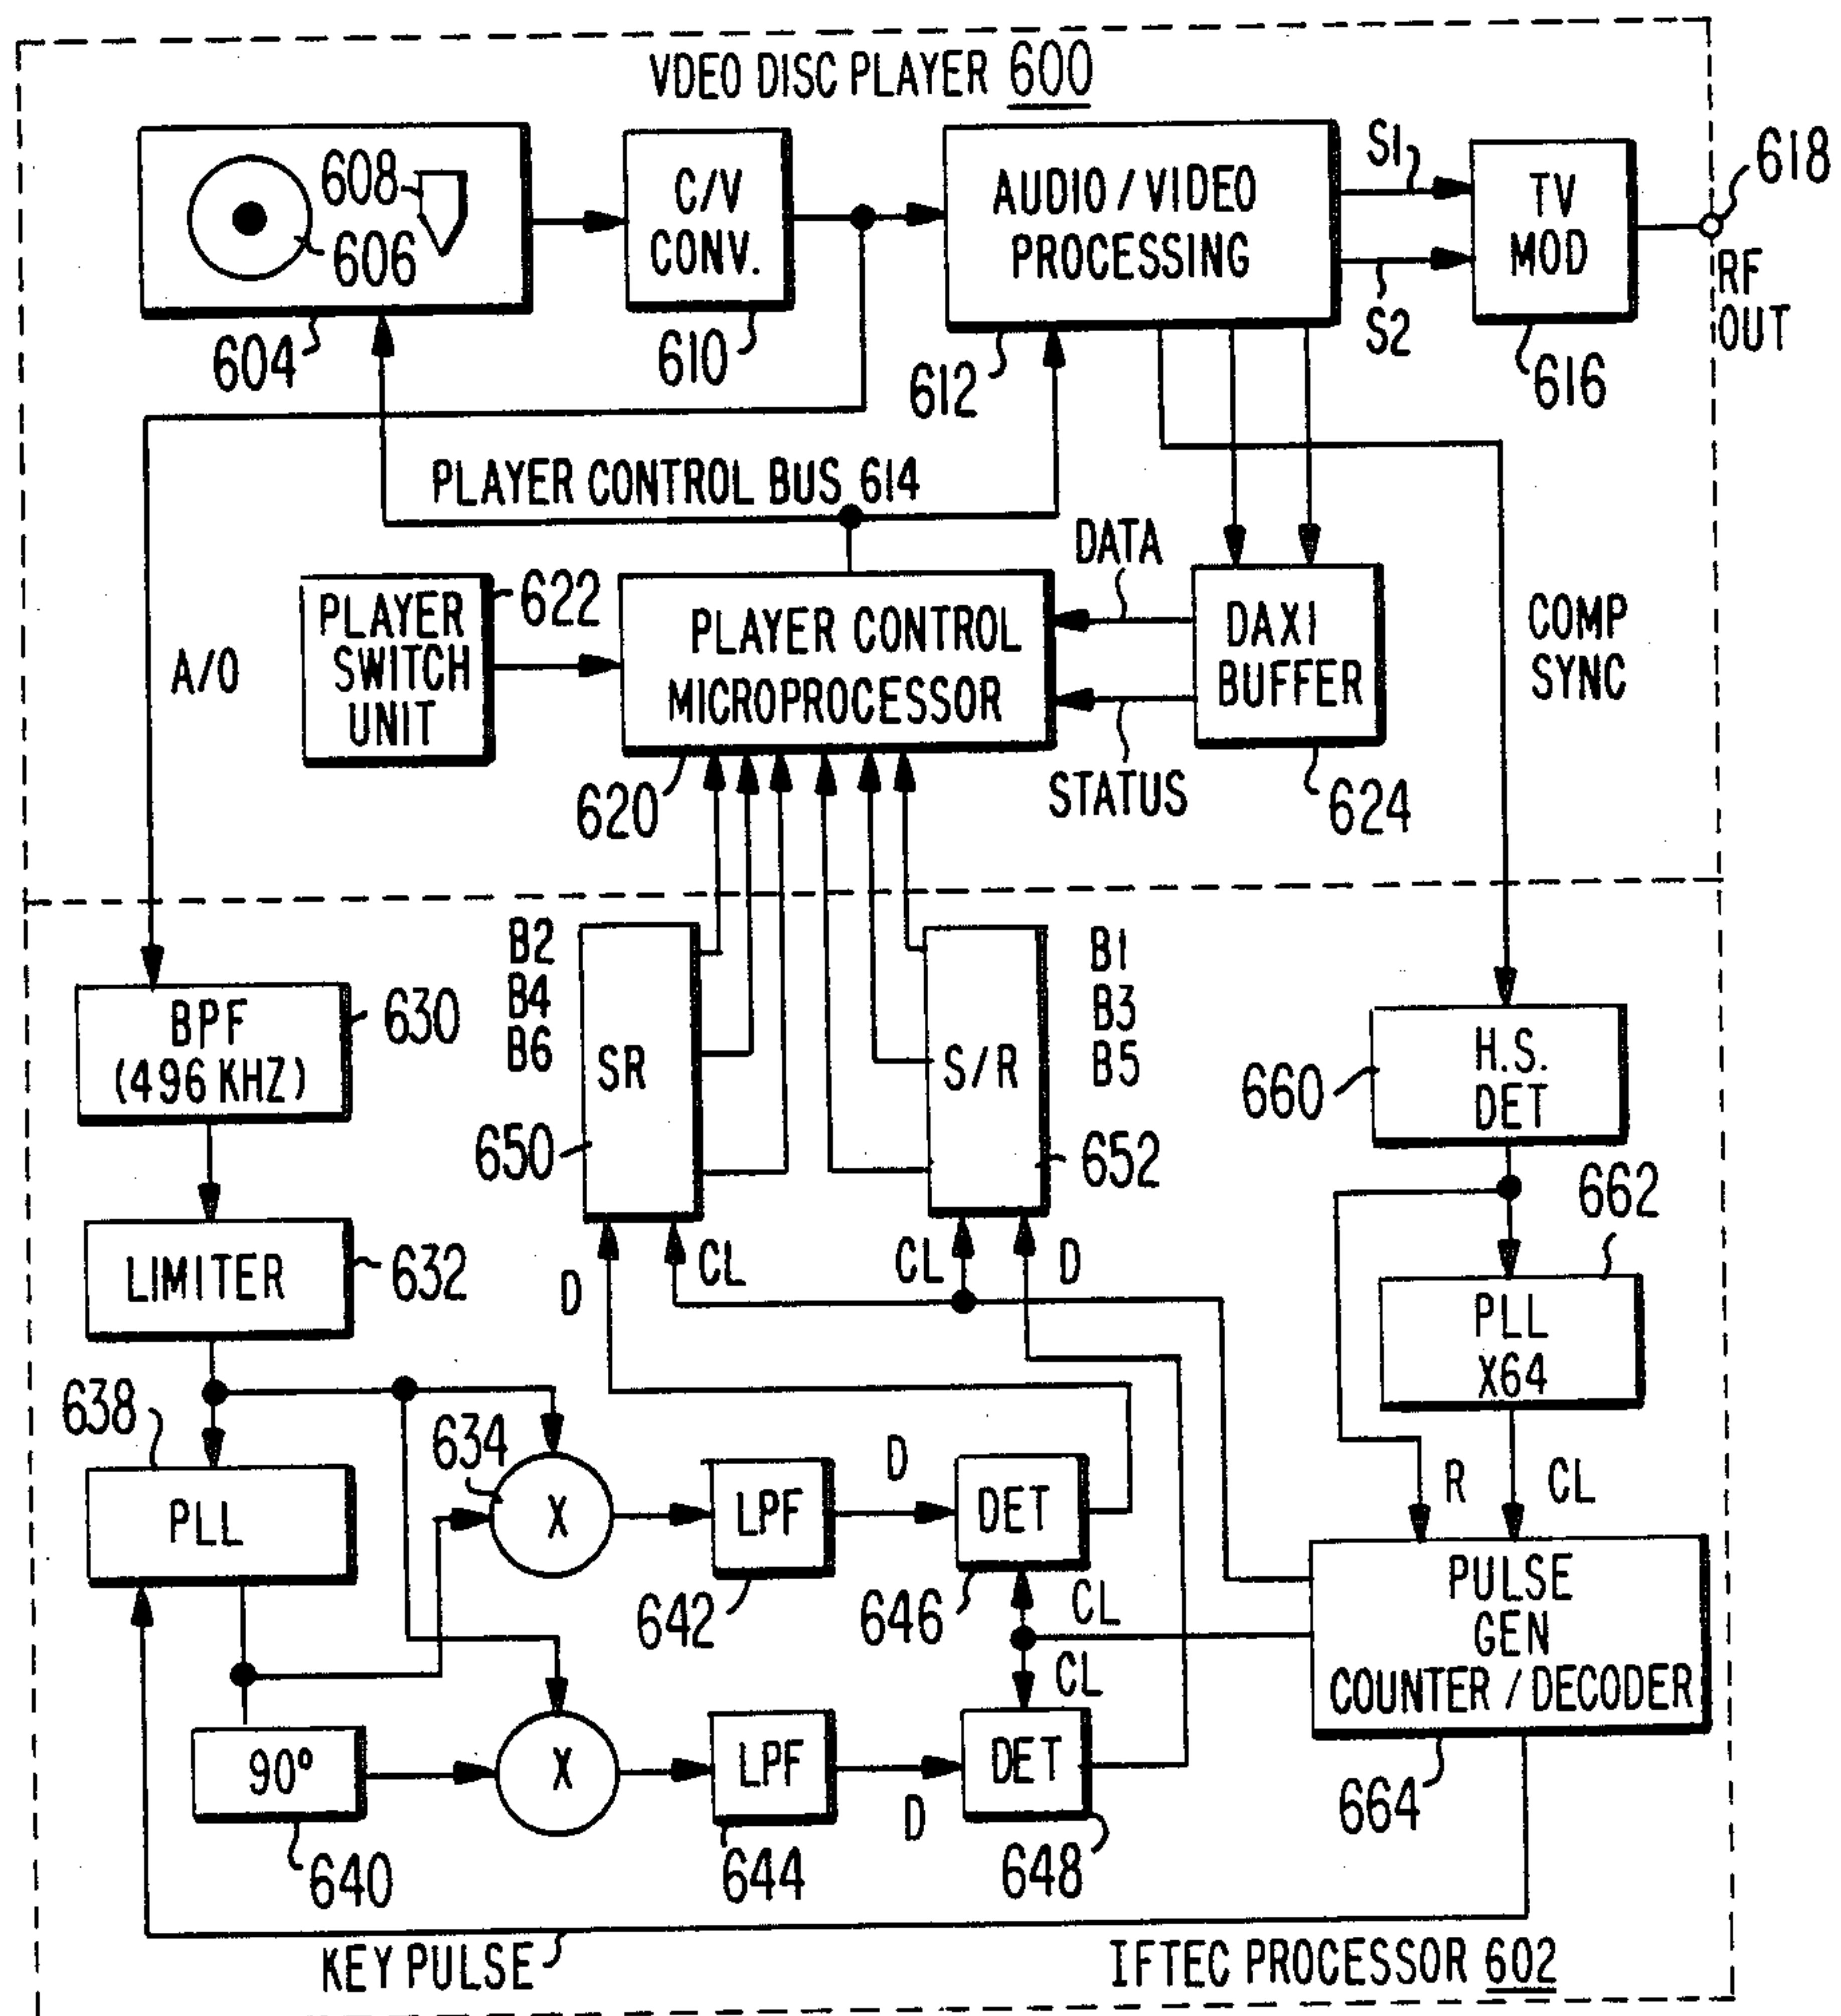 VDEO DISC PLAYER 600
608
606
604
C/V
CONV.
610
AUDIO / VIDEO
PROCESSING
612
S1
S2
TV
MOD
616
618
RF
OUT
PLAYER CONTROL BUS 614
A/O
PLAYER
SWITCH
UNIT
622
PLAYER CONTROL
MICROPROCESSOR
620
DATA
STATUS
DAXI
BUFFER
624
COMP
SYNC
BPF
(496 KHZ)
630
LIMITER
632
B2
B4
B6
SR
650
S/R
652
B1
B3
B5
D
CL
CL
D
H.S.
DET
660
PLL
X64
662
R
CL
638
PLL
634
X
LPF
642
D
DET
646
CL
CL
PULSE
GEN
COUNTER / DECODER
664
90°
640
X
LPF
644
D
DET
648
KEY PULSE
IFTEC PROCESSOR 602